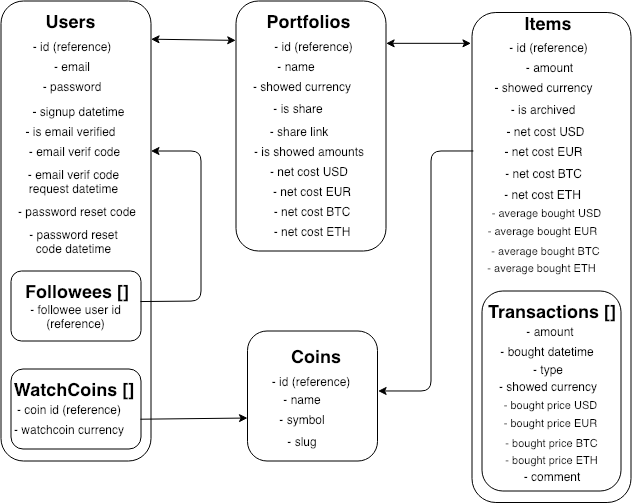 Users
- id (reference)
- email
- password
- signup datetime
- is email verified
- email verif code
- email verif code
request datetime
- password reset code
- password reset
code datetime
Followees []
- followee user id
(reference)
WatchCoins []
- coin id (reference)
- watchcoin currency
Portfolios
- id (reference)
- name
- showed currency
- is share
- share link
- is showed amounts
- net cost USD
- net cost EUR
- net cost BTC
- net cost ETH
Coins
- id (reference)
- name
- symbol
- slug
Items
- id (reference)
- amount
- showed currency
- is archived
- net cost USD
- net cost EUR
- net cost BTC
- net cost ETH
- average bought USD
- average bought EUR
- average bought BTC
- average bought ETH
Transactions []
- amount
- bought datetime
- type
- showed currency
- bought price USD
- bought price EUR
- bought price BTC
- bought price ETH
- comment